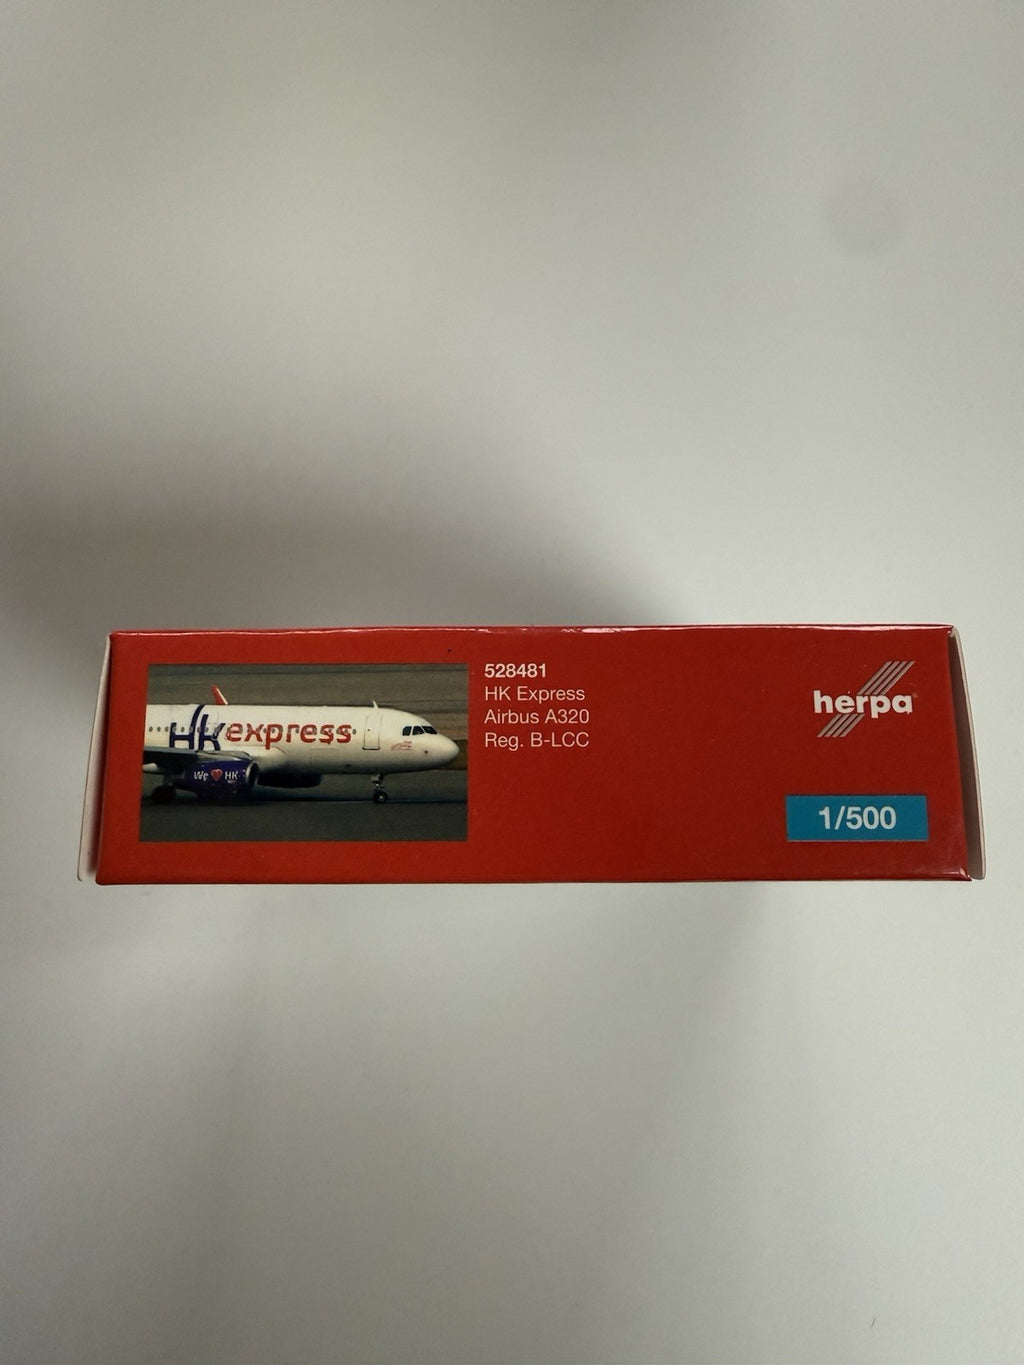 HK express
We ❤ HK
528481
HK Express
Airbus A320
Reg. B-LCC
herpa
1/500